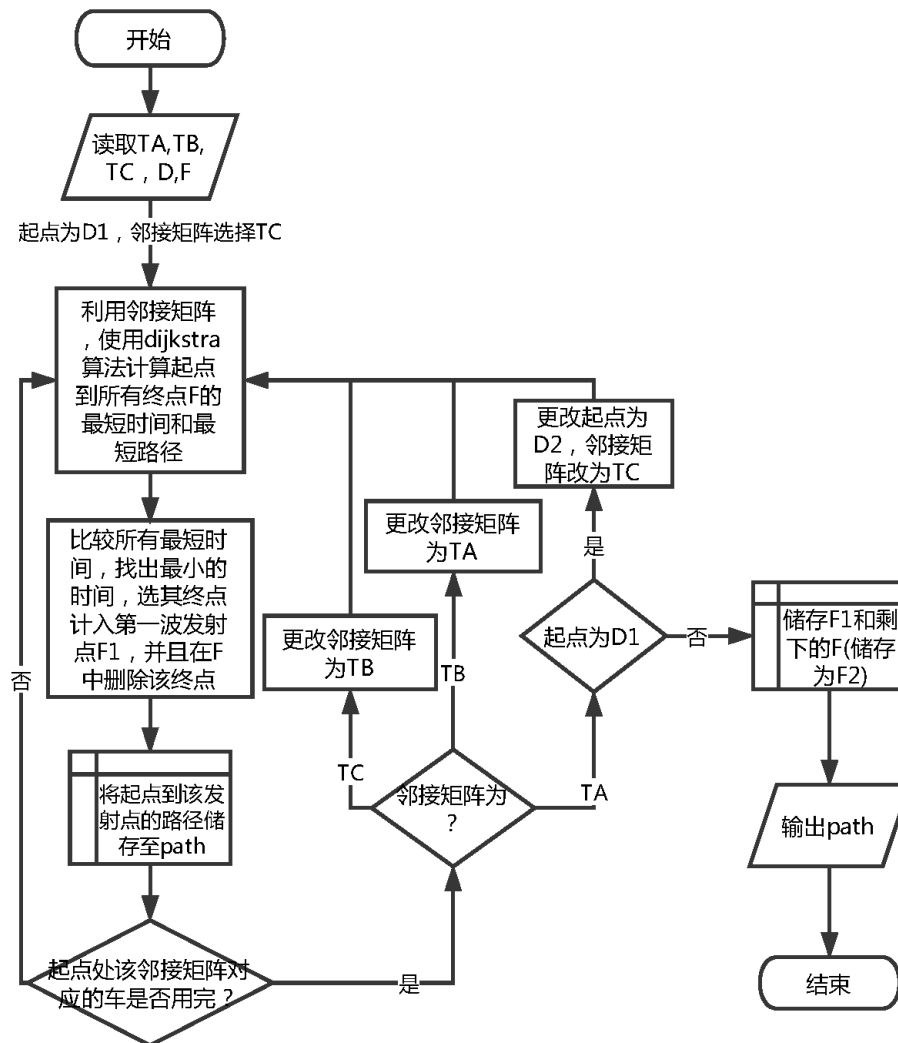 开始
读取TA,TB,
TC，D,F
起点为D1，邻接矩阵选择TC
利用邻接矩阵
，使用dijkstra
算法计算起点
到所有终点F的
最短时间和最
短路径
更改起点为
D2，邻接矩
阵改为TC
更改邻接矩阵
为TA
是
比较所有最短时
间，找出最小的
时间，选其终点
计入第一波发射
点F1，并且在F
中删除该终点
否
更改邻接矩阵
为TB
TB
起点为D1
否
储存F1和剩
下的F(储存
为F2)
TC
邻接矩阵为
？
TA
将起点到该发
射点的路径储
存至path
输出path
起点处该邻接矩阵对
应的车是否用完？
是
结束